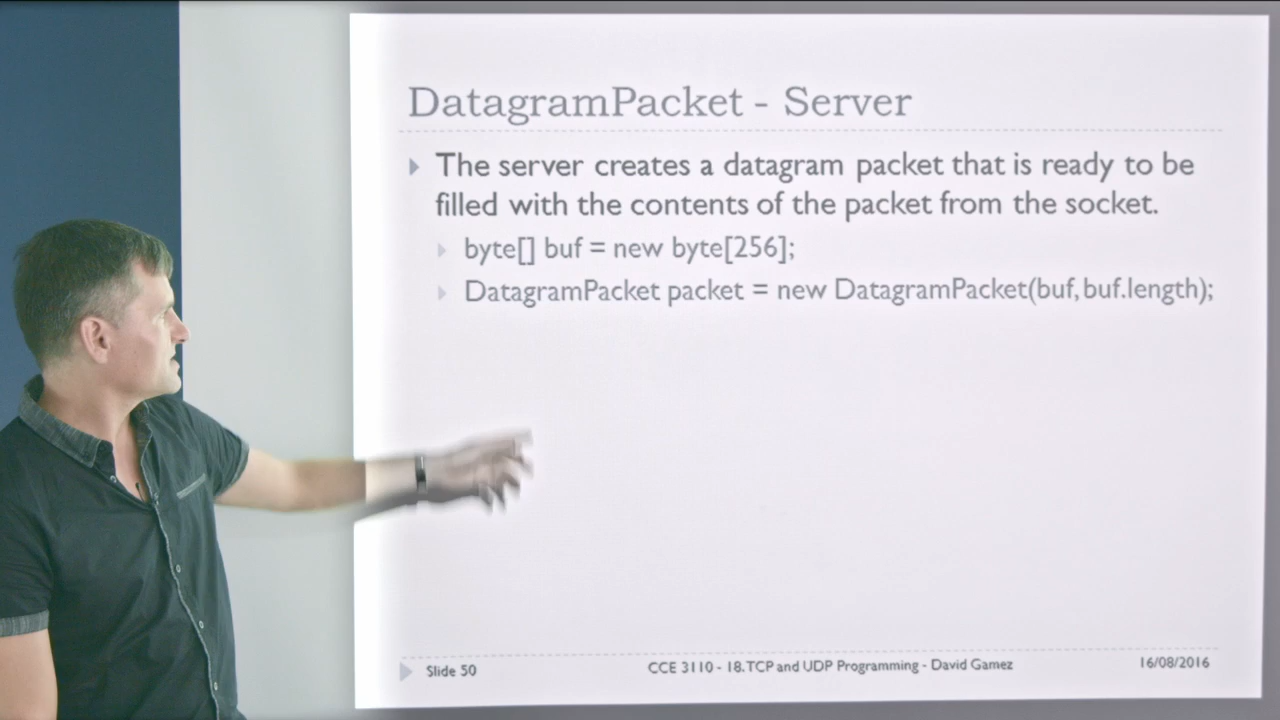 DatagramPacket - Server
The server creates a datagram packet that is ready to be
filled with the contents of the packet from the socket.
byte[] buf = new byte[256];
DatagramPacket packet = new DatagramPacket(buf, buf.length);
Slide 50
CCE 3110 - 18. TCP and UDP Programming - David Gamez
16/08/2016